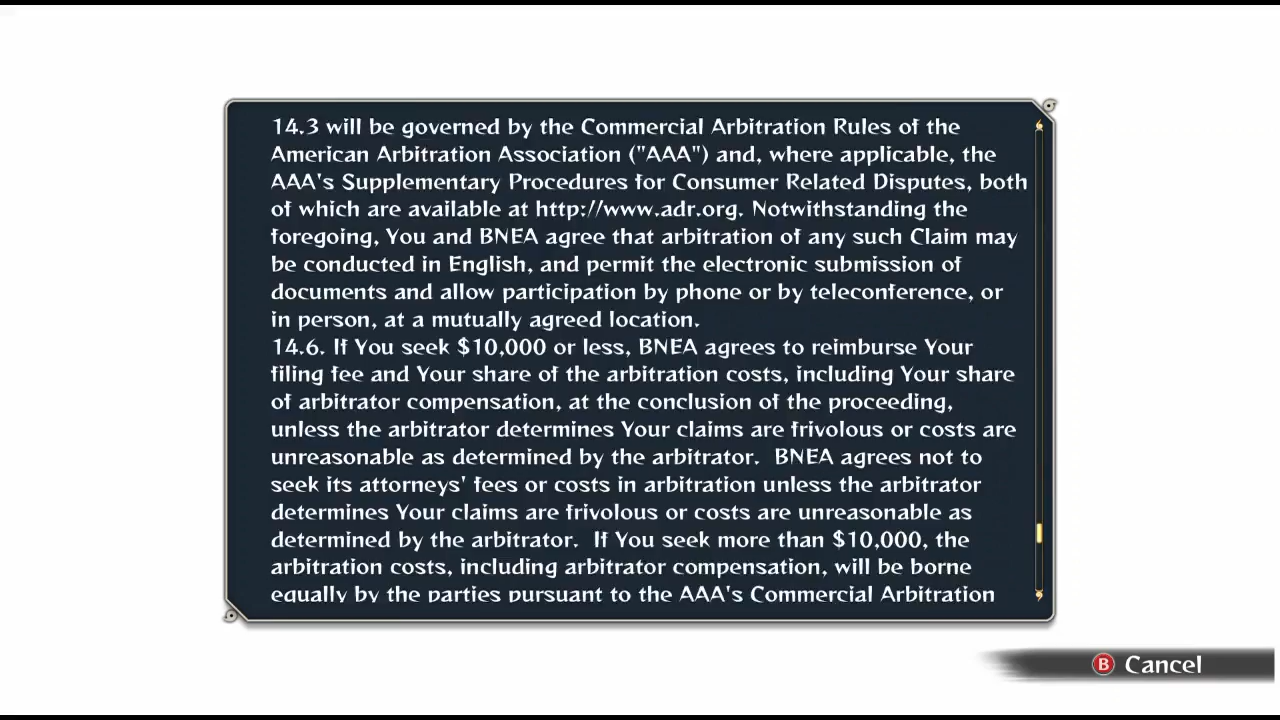 14.3 will be governed by the Commercial Arbitration Rules of the
American Arbitration Association ("AAA") and, where applicable, the
AAA's Supplementary Procedures for Consumer Related Disputes, both
of which are available at http://www.adr.org. Notwithstanding the
foregoing, You and BNEA agree that arbitration of any such Claim may
be conducted in English, and permit the electronic submission of
documents and allow participation by phone or by teleconference, or
in person, at a mutually agreed location.
14.6. If You seek $10,000 or less, BNEA agrees to reimburse Your
filing fee and Your share of the arbitration costs, including Your share
of arbitrator compensation, at the conclusion of the proceeding,
unless the arbitrator determines Your claims are frivolous or costs are
unreasonable as determined by the arbitrator.  BNEA agrees not to
seek its attorneys' fees or costs in arbitration unless the arbitrator
determines Your claims are frivolous or costs are unreasonable as
determined by the arbitrator.  If You seek more than $10,000, the
arbitration costs, including arbitrator compensation, will be borne
equally by the parties pursuant to the AAA's Commercial Arbitration
B Cancel